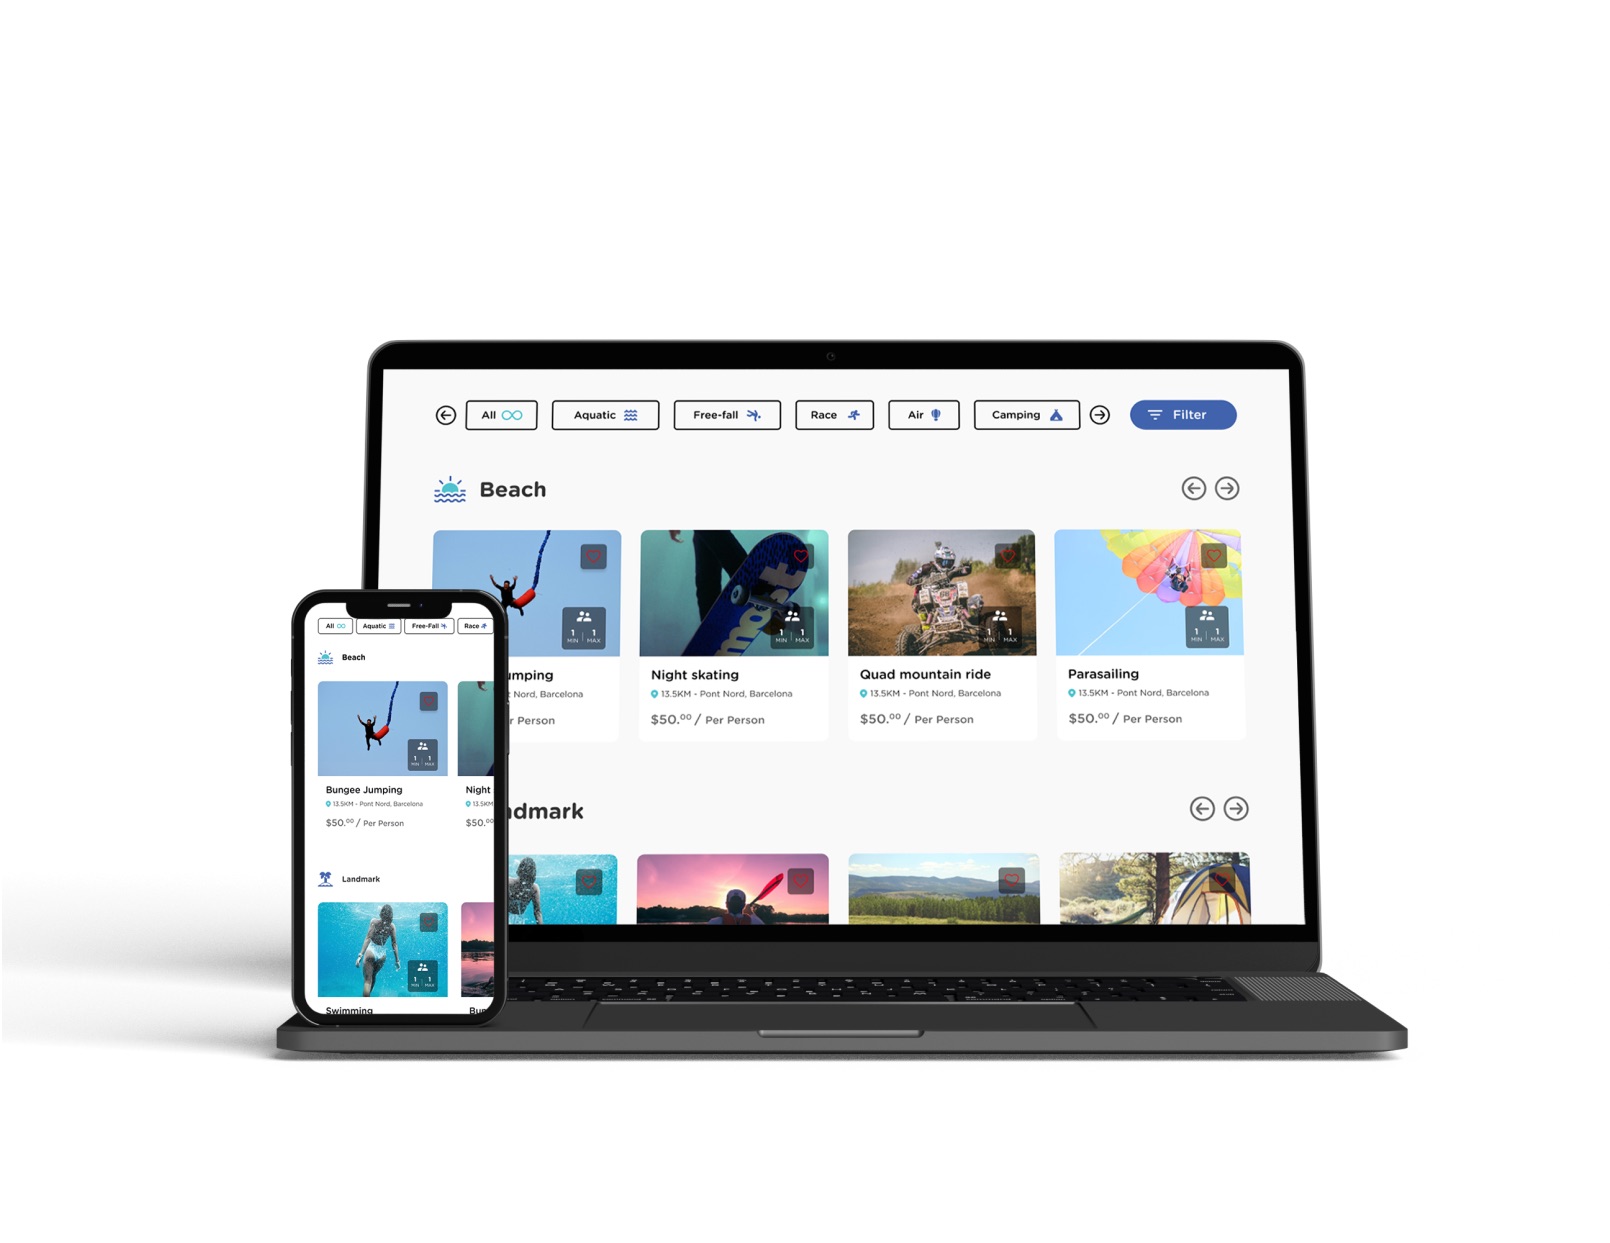 All
Aquatic
Free-fall
Race
Air
Camping
Filter
Beach
1 1
MIN MAX
1 1
MIN MAX
1 1
MIN MAX
1 1
MIN MAX
umping
Night skating
Quad mountain ride
Parasailing
t Nord, Barcelona
13.5KM - Pont Nord, Barcelona
13.5KM - Pont Nord, Barcelona
13.5KM - Pont Nord, Barcelona
r Person
$50.00 / Per Person
$50.00 / Per Person
$50.00 / Per Person
ndmark
All
Aquatic
Free-Fall
Race
Beach
1 1
MIN MAX
Bungee Jumping
Night
13.5KM - Pont Nord, Barcelona
13.5KM
$50.00 / Per Person
$50.00
Landmark
1 1
MIN MAX
Swimming
Bun